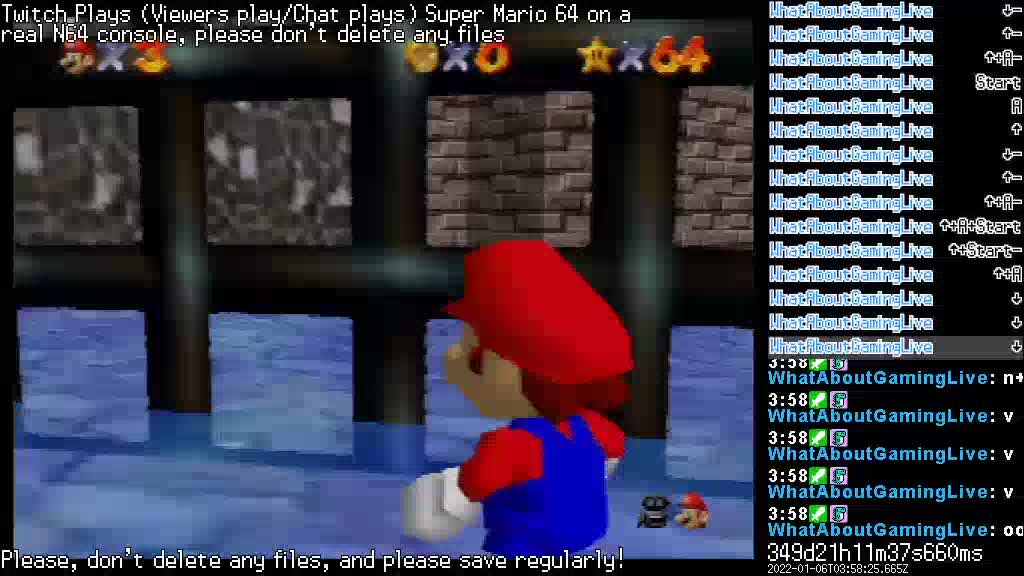 Twitch Plays (Viewers play/Chat plays) Super Mario 64 on a
real N64 console, please don't delete any files
×3
×0
×64
Please, don't delete any files, and please save regularly!
WhatAboutGamingLive ↓-
WhatAboutGamingLive ↑-
WhatAboutGamingLive ↑+A-
WhatAboutGamingLive Start
WhatAboutGamingLive A
WhatAboutGamingLive ↑
WhatAboutGamingLive ↓-
WhatAboutGamingLive ↑-
WhatAboutGamingLive ↑+A-
WhatAboutGamingLive ↑+A+Start
WhatAboutGamingLive ↑+Start-
WhatAboutGamingLive ↑+A
WhatAboutGamingLive ↓
WhatAboutGamingLive ↓
WhatAboutGamingLive ↓
3:58
WhatAboutGamingLive: n+
3:58
WhatAboutGamingLive: v
3:58
WhatAboutGamingLive: v
3:58
WhatAboutGamingLive: v
3:58
WhatAboutGamingLive: oo
349d21h11m37s660ms
2022-01-06T03:58:25.665Z